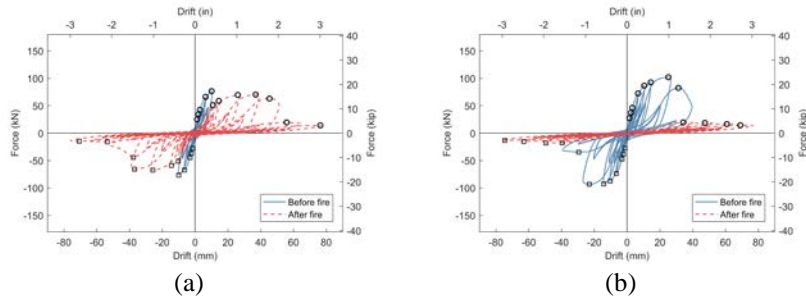 Drift (in)
Drift (in)
-3 -2 -1 0 1 2 3
-3 -2 -1 0 1 2 3
150
100
50
0
-50
-100
-150
Force (kN)
40
30
20
10
0
-10
-20
-30
-40
Force (kip)
Before fire
After fire
-80 -60 -40 -20 0 20 40 60 80
Drift (mm)
150
100
50
0
-50
-100
-150
Force (kN)
40
30
20
10
0
-10
-20
-30
-40
Force (kip)
Before fire
After fire
-80 -60 -40 -20 0 20 40 60 80
Drift (mm)
(a)
(b)